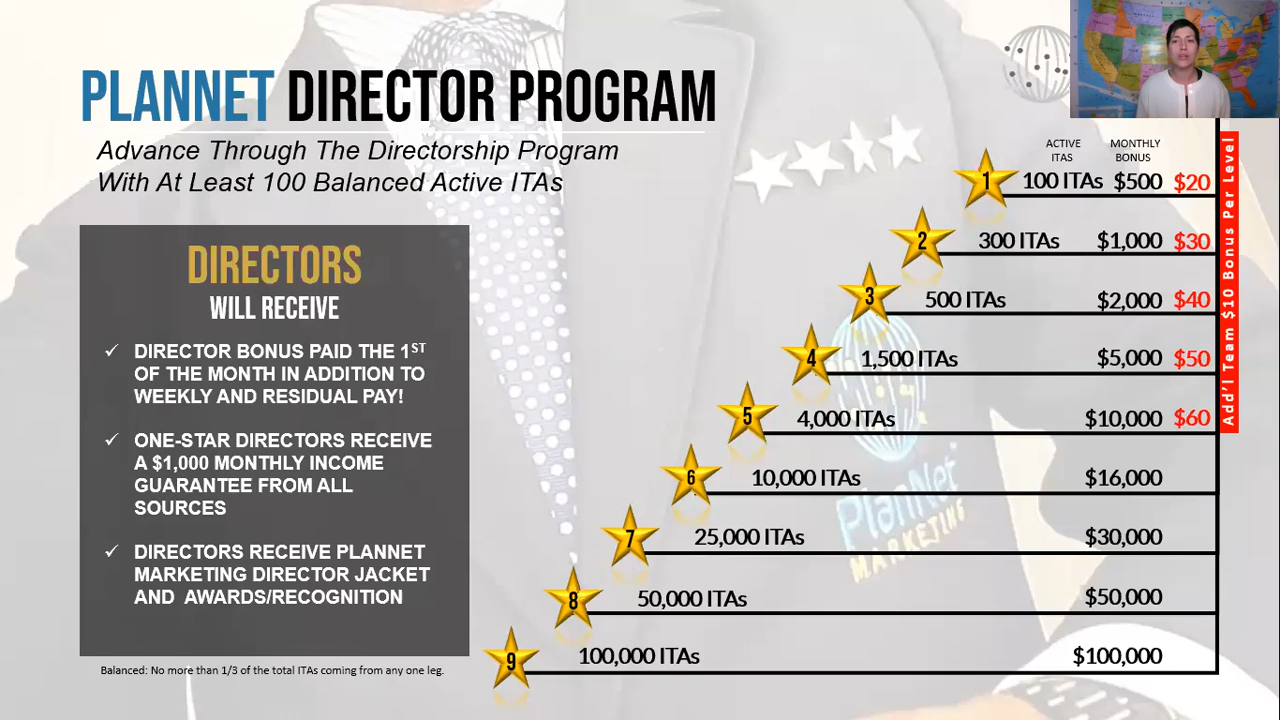 PLANNET DIRECTOR PROGRAM
Advance Through The Directorship Program
With At Least 100 Balanced Active ITAs
DIRECTORS
WILL RECEIVE
✓ DIRECTOR BONUS PAID THE 1ST
OF THE MONTH IN ADDITION TO
WEEKLY AND RESIDUAL PAY!
✓ ONE-STAR DIRECTORS RECEIVE
A $1,000 MONTHLY INCOME
GUARANTEE FROM ALL
SOURCES
✓ DIRECTORS RECEIVE PLANNET
MARKETING DIRECTOR JACKET
AND AWARDS/RECOGNITION
Balanced: No more than 1/3 of the total ITAs coming from any one leg.
ACTIVE
ITAS
MONTHLY
BONUS
1 100 ITAs $500 $20
2 300 ITAs $1,000 $30
3 500 ITAs $2,000 $40
4 1,500 ITAs $5,000 $50
5 4,000 ITAs $10,000 $60
6 10,000 ITAs $16,000
7 25,000 ITAs $30,000
8 50,000 ITAs $50,000
9 100,000 ITAs $100,000
Add'l Team $10 Bonus Per Level
PlanNet
MARKETING